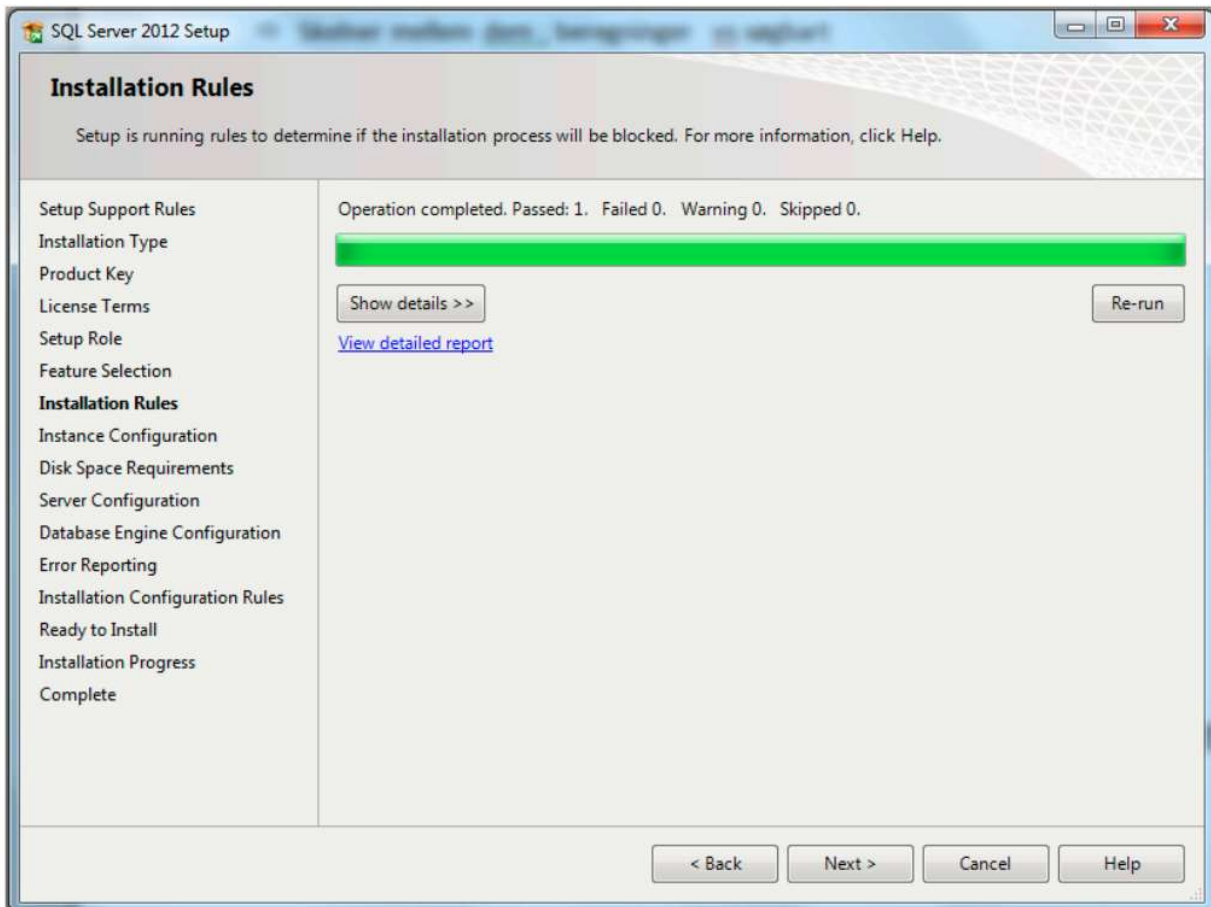 SQL Server 2012 Setup
Installation Rules
Setup is running rules to determine if the installation process will be blocked. For more information, click Help.
Setup Support Rules
Installation Type
Product Key
License Terms
Setup Role
Feature Selection
Installation Rules
Instance Configuration
Disk Space Requirements
Server Configuration
Database Engine Configuration
Error Reporting
Installation Configuration Rules
Ready to Install
Installation Progress
Complete
Operation completed. Passed: 1. Failed 0. Warning 0. Skipped 0.
Show details >>
Re-run
View detailed report
< Back
Next >
Cancel
Help